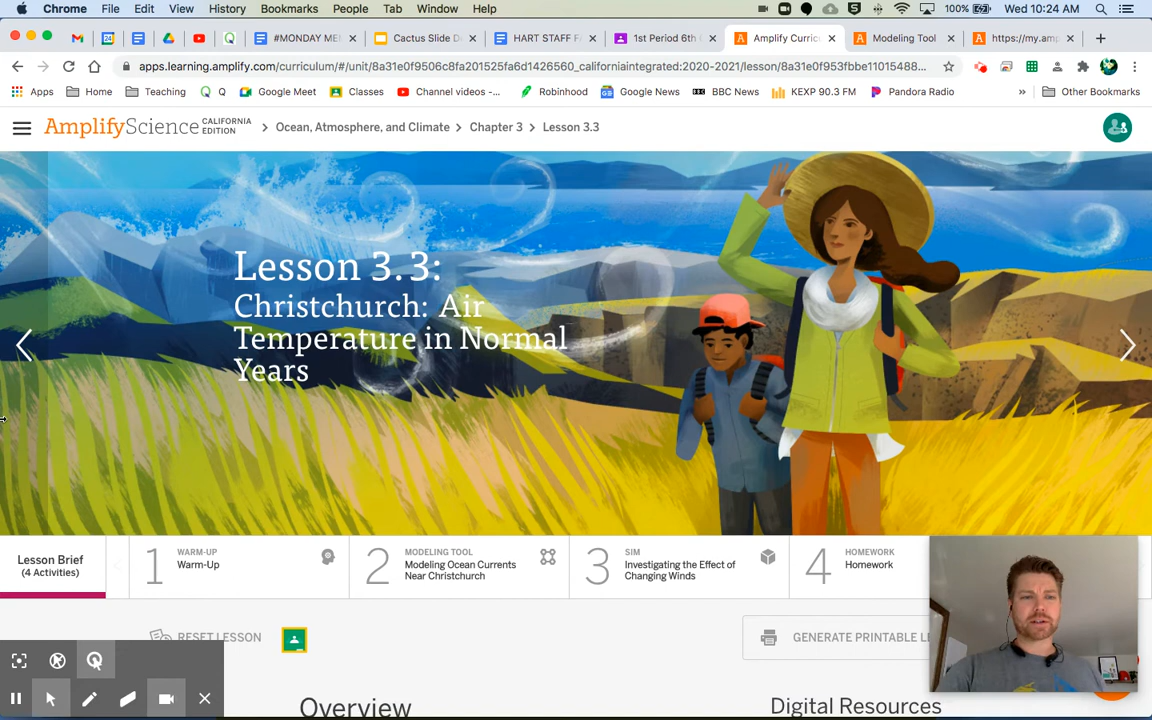 Chrome File Edit View History Bookmarks People Tab Window Help 100% Wed 10:24 AM
#MONDAY ME Cactus Slide D HART STAFF F 1st Period 6th Amplify Curric Modeling Tool https://my.amp
apps.learning.amplify.com/curriculum/#/unit/8a31e0f9506c8fa201525fa6d1426560_californiaintegrated:2020-2021/lesson/8a31e0f953fbbe11015488...
Apps Home Teaching Q Google Meet Classes Channel videos -... Robinhood Google News BBC News KEXP 90.3 FM Pandora Radio » Other Bookmarks
AmplifyScience CALIFORNIA EDITION > Ocean, Atmosphere, and Climate > Chapter 3 > Lesson 3.3
Lesson 3.3:
Christchurch: Air
Temperature in Normal
Years
Lesson Brief
(4 Activities)
1 WARM-UP
Warm-Up
2 MODELING TOOL
Modeling Ocean Currents
Near Christchurch
3 SIM
Investigating the Effect of
Changing Winds
4 HOMEWORK
Homework
RESET LESSON
GENERATE PRINTABLE LE
Overview
Digital Resources